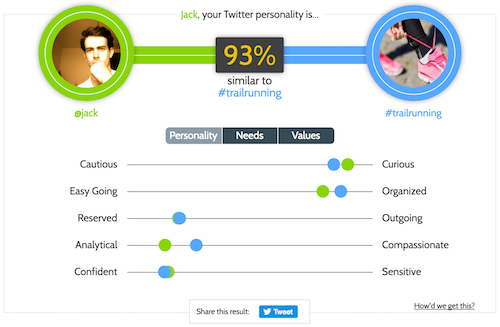 Jack, your Twitter personality is...
93%
similar to
#trailrunning
@jack
#trailrunning
Personality Needs Values
Cautious Curious
Easy Going Organized
Reserved Outgoing
Analytical Compassionate
Confident Sensitive
How'd we get this?
Share this result: Tweet